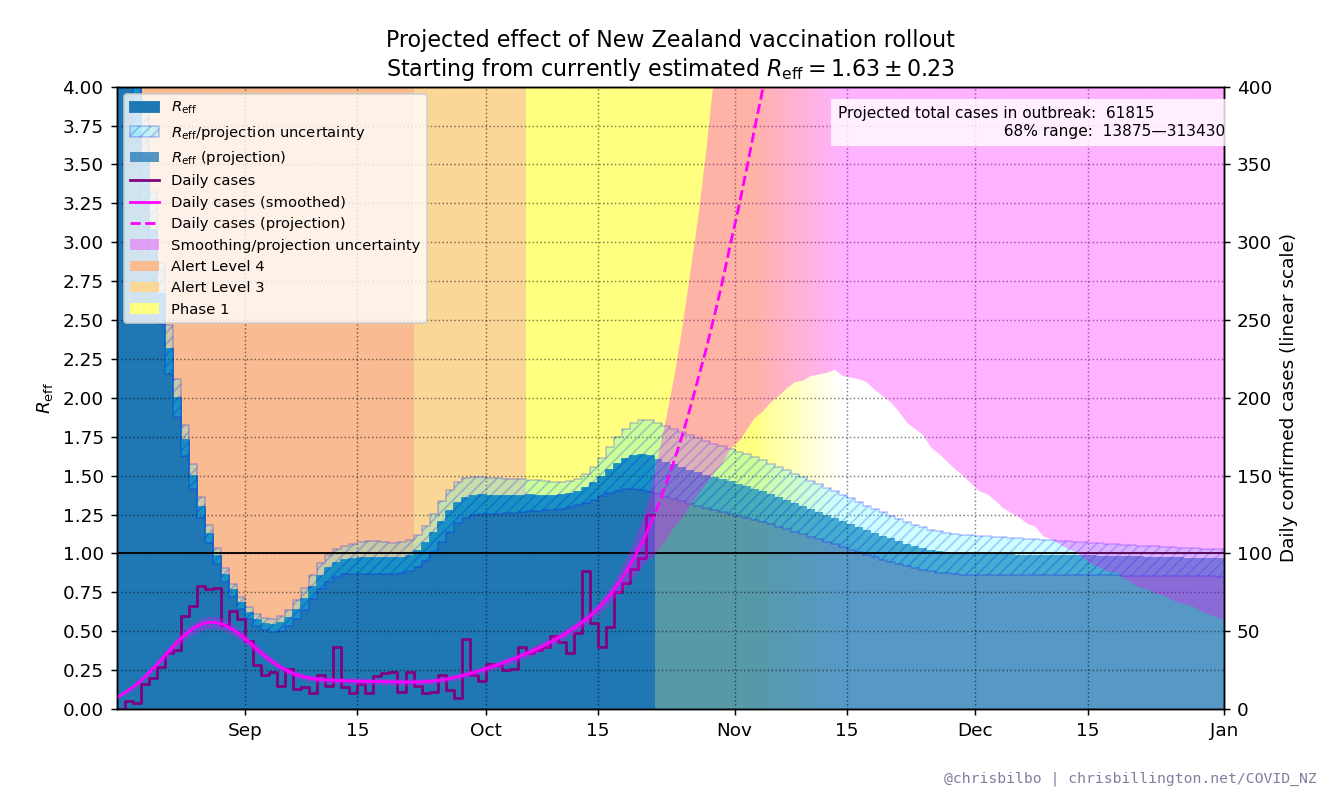 Projected effect of New Zealand vaccination rollout
Starting from currently estimated R_eff = 1.63 ± 0.23
4.00
3.75
3.50
3.25
3.00
2.75
2.50
2.25
2.00
1.75
1.50
1.25
1.00
0.75
0.50
0.25
0.00
R_eff
R_eff
R_eff/projection uncertainty
R_eff (projection)
Daily cases
Daily cases (smoothed)
Daily cases (projection)
Smoothing/projection uncertainty
Alert Level 4
Alert Level 3
Phase 1
Projected total cases in outbreak: 61815
68% range: 13875—313430
400
350
300
250
200
150
100
50
0
Daily confirmed cases (linear scale)
Sep 15 Oct 15 Nov 15 Dec 15 Jan
@chrisbilbo | chrisbillington.net/COVID_NZ